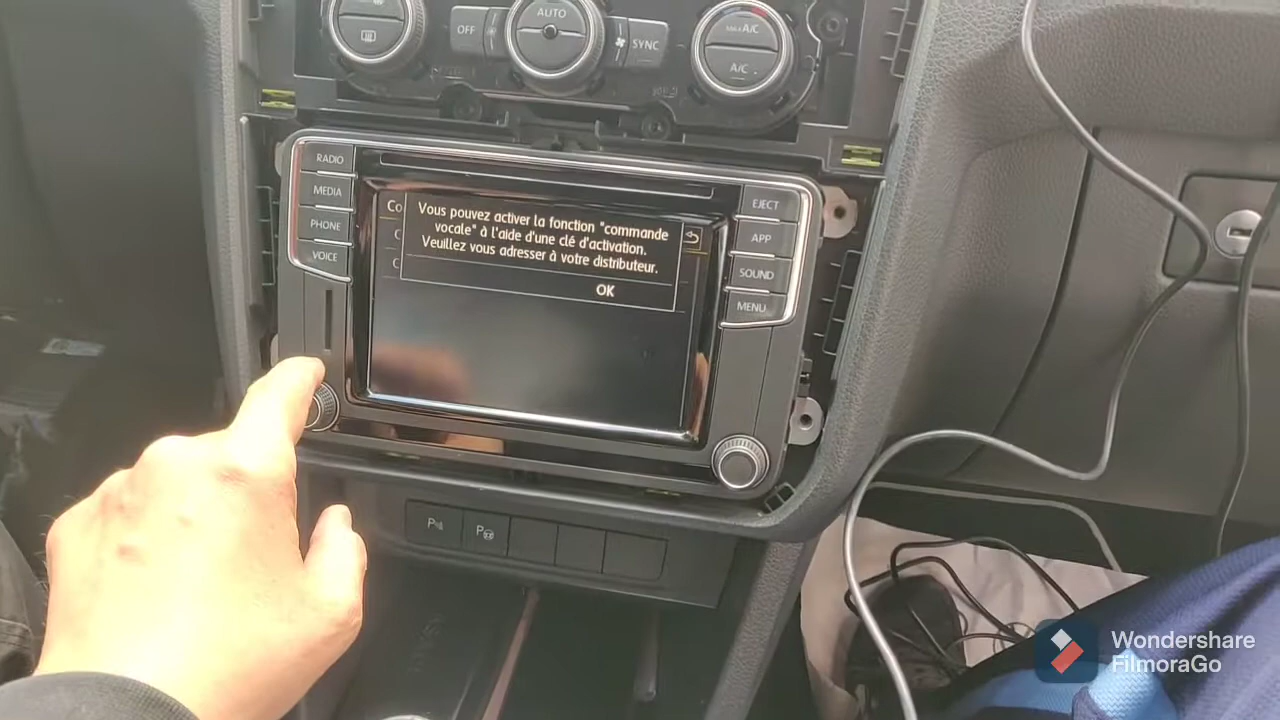 AUTO
OFF
SYNC
A/C
A/C
RADIO
MEDIA
PHONE
VOICE
EJECT
APP
SOUND
MENU
Co
C
C
Vous pouvez activer la fonction "commande
vocale" à l'aide d'une clé d'activation.
Veuillez vous adresser à votre distributeur.
OK
P
P
Wondershare
FilmoraGo